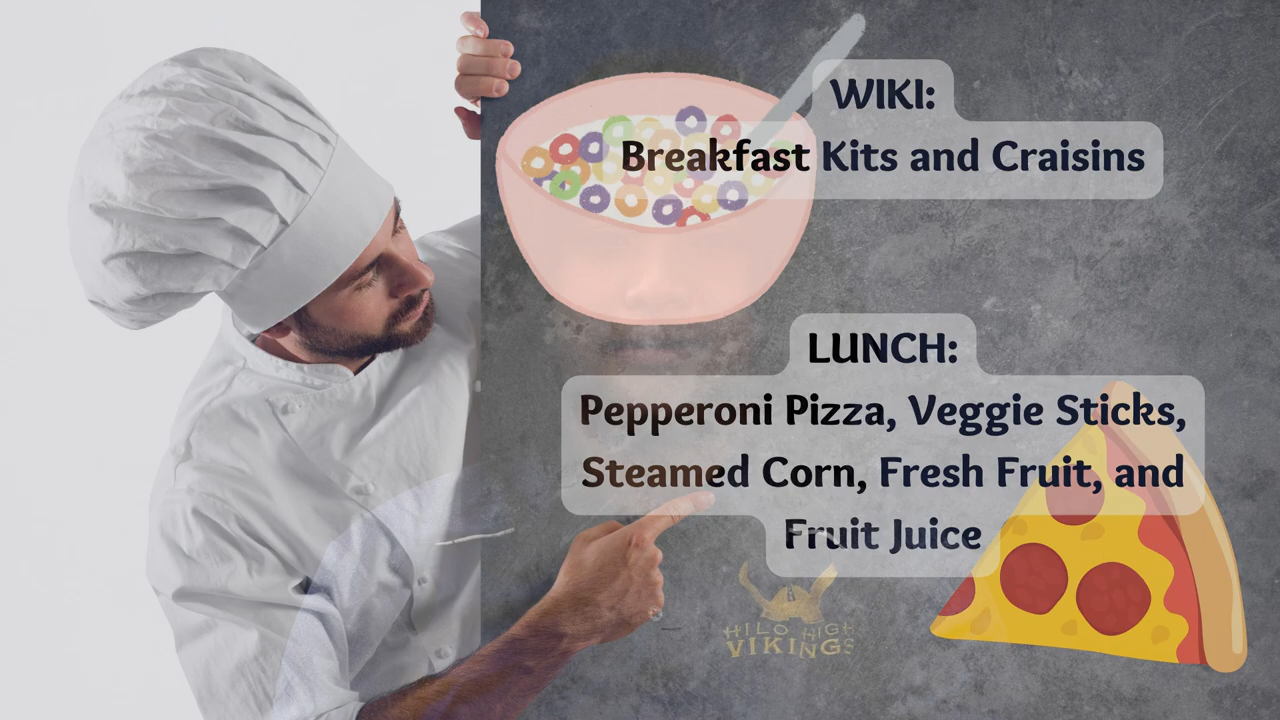 WIKI:
Breakfast Kits and Craisins
LUNCH:
Pepperoni Pizza, Veggie Sticks,
Steamed Corn, Fresh Fruit, and
Fruit Juice
HILO HIGH
VIKINGS